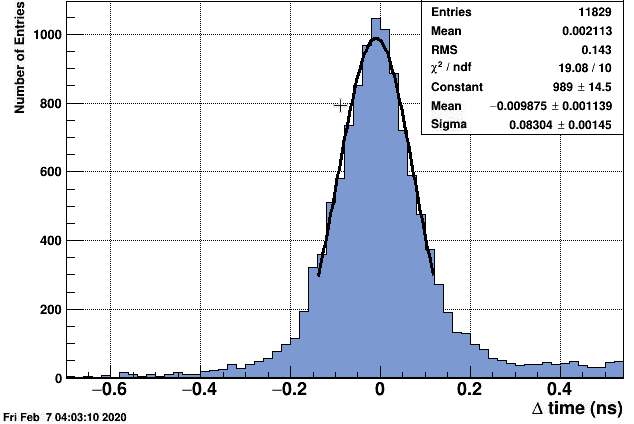 Number of Entries
Entries 11829
Mean 0.002113
RMS 0.143
χ² / ndf 19.08 / 10
Constant 989 ± 14.5
Mean −0.009875 ± 0.001139
Sigma 0.08304 ± 0.00145
1000
800
600
400
200
0
−0.6 −0.4 −0.2 0 0.2 0.4
Δ time (ns)
Fri Feb 7 04:03:10 2020